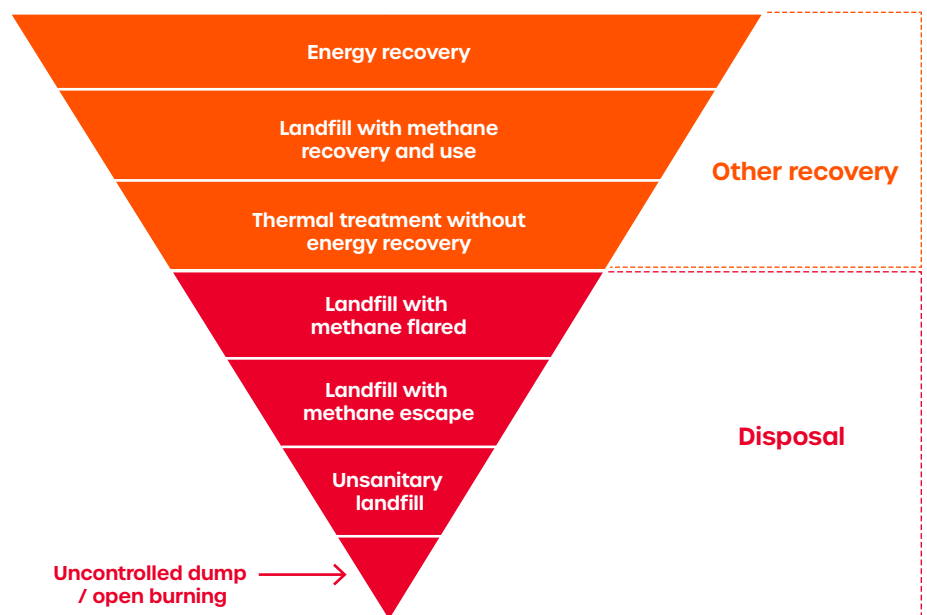 Energy recovery
Landfill with methane
recovery and use
Other recovery
Thermal treatment without
energy recovery
Landfill with
methane flared
Landfill with
methane escape
Disposal
Unsanitary
landfill
Uncontrolled dump
/ open burning